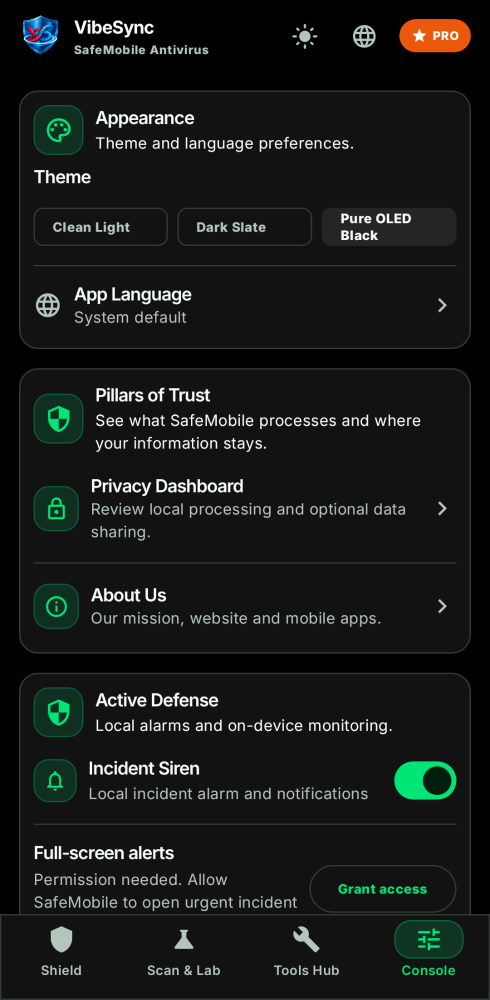 VibeSync
SafeMobile Antivirus
PRO
Appearance
Theme and language preferences.
Theme
Clean Light
Dark Slate
Pure OLED
Black
App Language
System default
Pillars of Trust
See what SafeMobile processes and where
your information stays.
Privacy Dashboard
Review local processing and optional data
sharing.
About Us
Our mission, website and mobile apps.
Active Defense
Local alarms and on-device monitoring.
Incident Siren
Local incident alarm and notifications
Full-screen alerts
Permission needed. Allow
SafeMobile to open urgent incident
Grant access
Shield
Scan & Lab
Tools Hub
Console